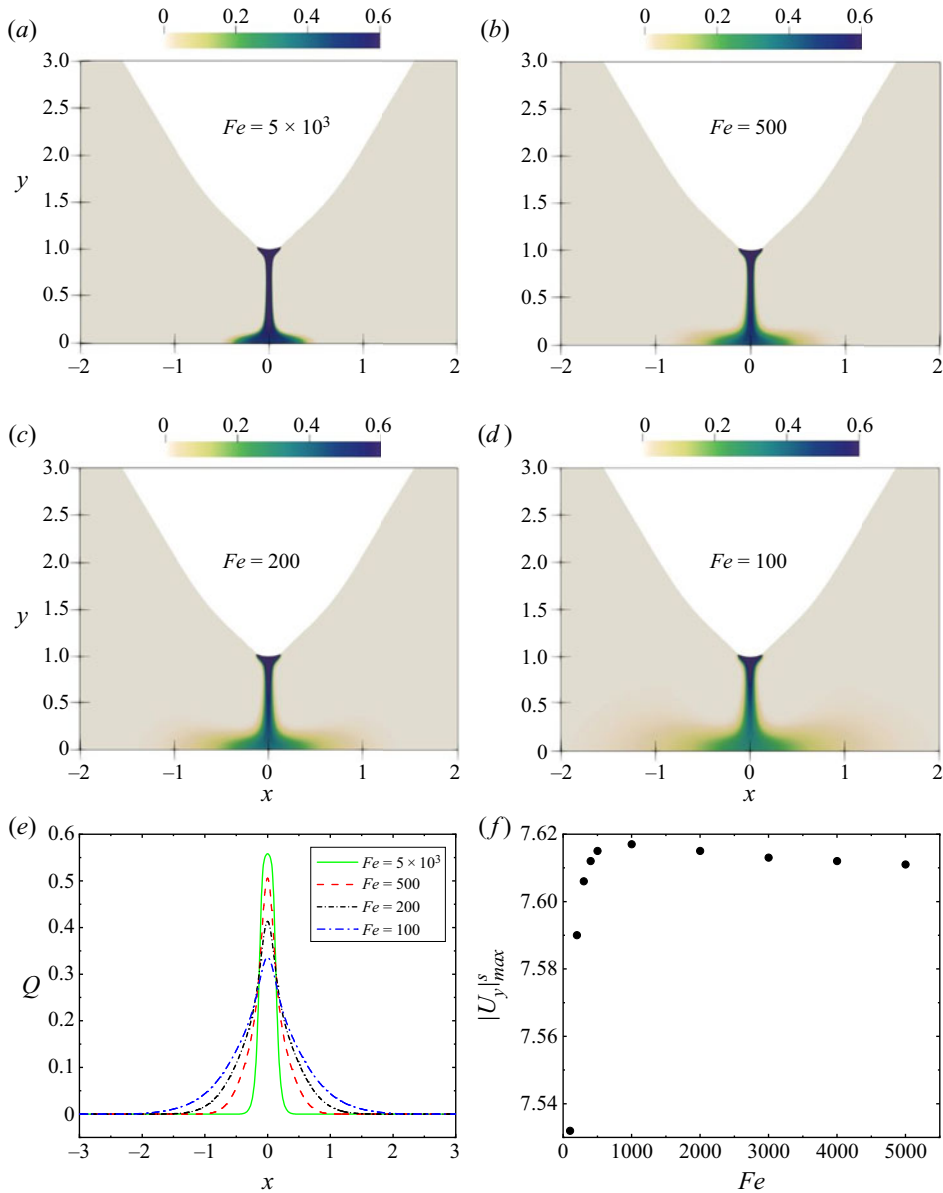 (a)
0 0.2 0.4 0.6
3.0
2.5
2.0
1.5
1.0
0.5
0
y
Fe = 5 × 10³
−2 −1 0 1 2
(b)
0 0.2 0.4 0.6
3.0
2.5
2.0
1.5
1.0
0.5
0
Fe = 500
−2 −1 0 1 2
(c)
0 0.2 0.4 0.6
3.0
2.5
2.0
1.5
1.0
0.5
0
y
Fe = 200
−2 −1 0 1 2
x
(d)
0 0.2 0.4 0.6
3.0
2.5
2.0
1.5
1.0
0.5
0
Fe = 100
−2 −1 0 1 2
x
(e)
0.6
0.5
0.4
0.3
0.2
0.1
0
Q
Fe = 5 × 10³
Fe = 500
Fe = 200
Fe = 100
−3 −2 −1 0 1 2 3
x
(f)
7.62
7.60
7.58
7.56
7.54
|U_y|^s_max
0 1000 2000 3000 4000 5000
Fe